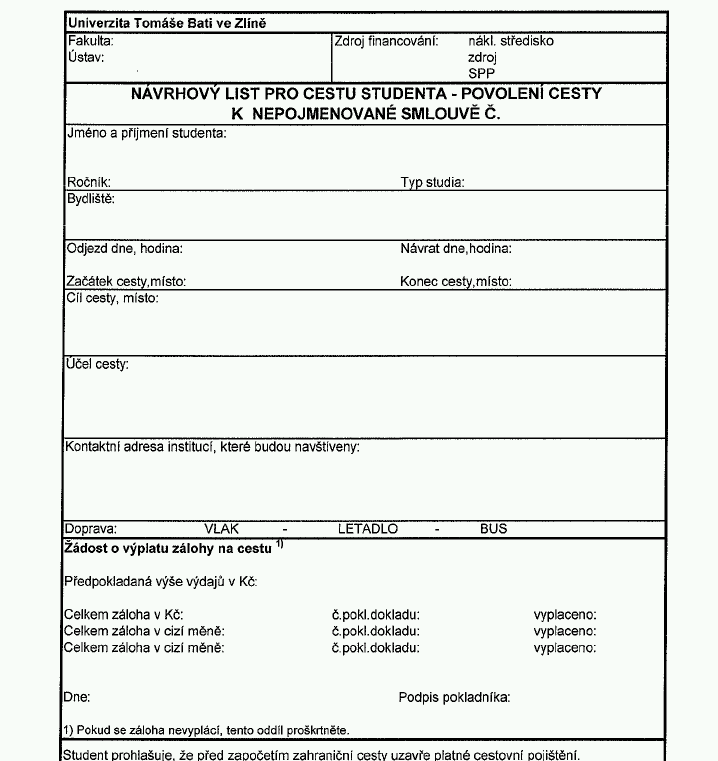 Univerzita Tomáše Bati ve Zlíně
Fakulta: Zdroj financování: nákl. středisko
Ústav: zdroj
SPP
NÁVRHOVÝ LIST PRO CESTU STUDENTA - POVOLENÍ CESTY
K NEPOJMENOVANÉ SMLOUVĚ Č.
Jméno a příjmení studenta:
Ročník: Typ studia:
Bydliště:
Odjezd dne, hodina: Návrat dne,hodina:
Začátek cesty,místo: Konec cesty,místo:
Cíl cesty, místo:
Účel cesty:
Kontaktní adresa institucí, které budou navštíveny:
Doprava: VLAK - LETADLO - BUS
Žádost o výplatu zálohy na cestu 1)
Předpokladaná výše výdajů v Kč:
Celkem záloha v Kč: č.pokl.dokladu: vyplaceno:
Celkem záloha v cizí měně: č.pokl.dokladu: vyplaceno:
Celkem záloha v cizí měně: č.pokl.dokladu: vyplaceno:
Dne: Podpis pokladníka:
1) Pokud se záloha nevyplácí, tento oddíl proškrtněte.
Student prohlašuje, že před započetím zahraniční cesty uzavře platné cestovní pojištění.